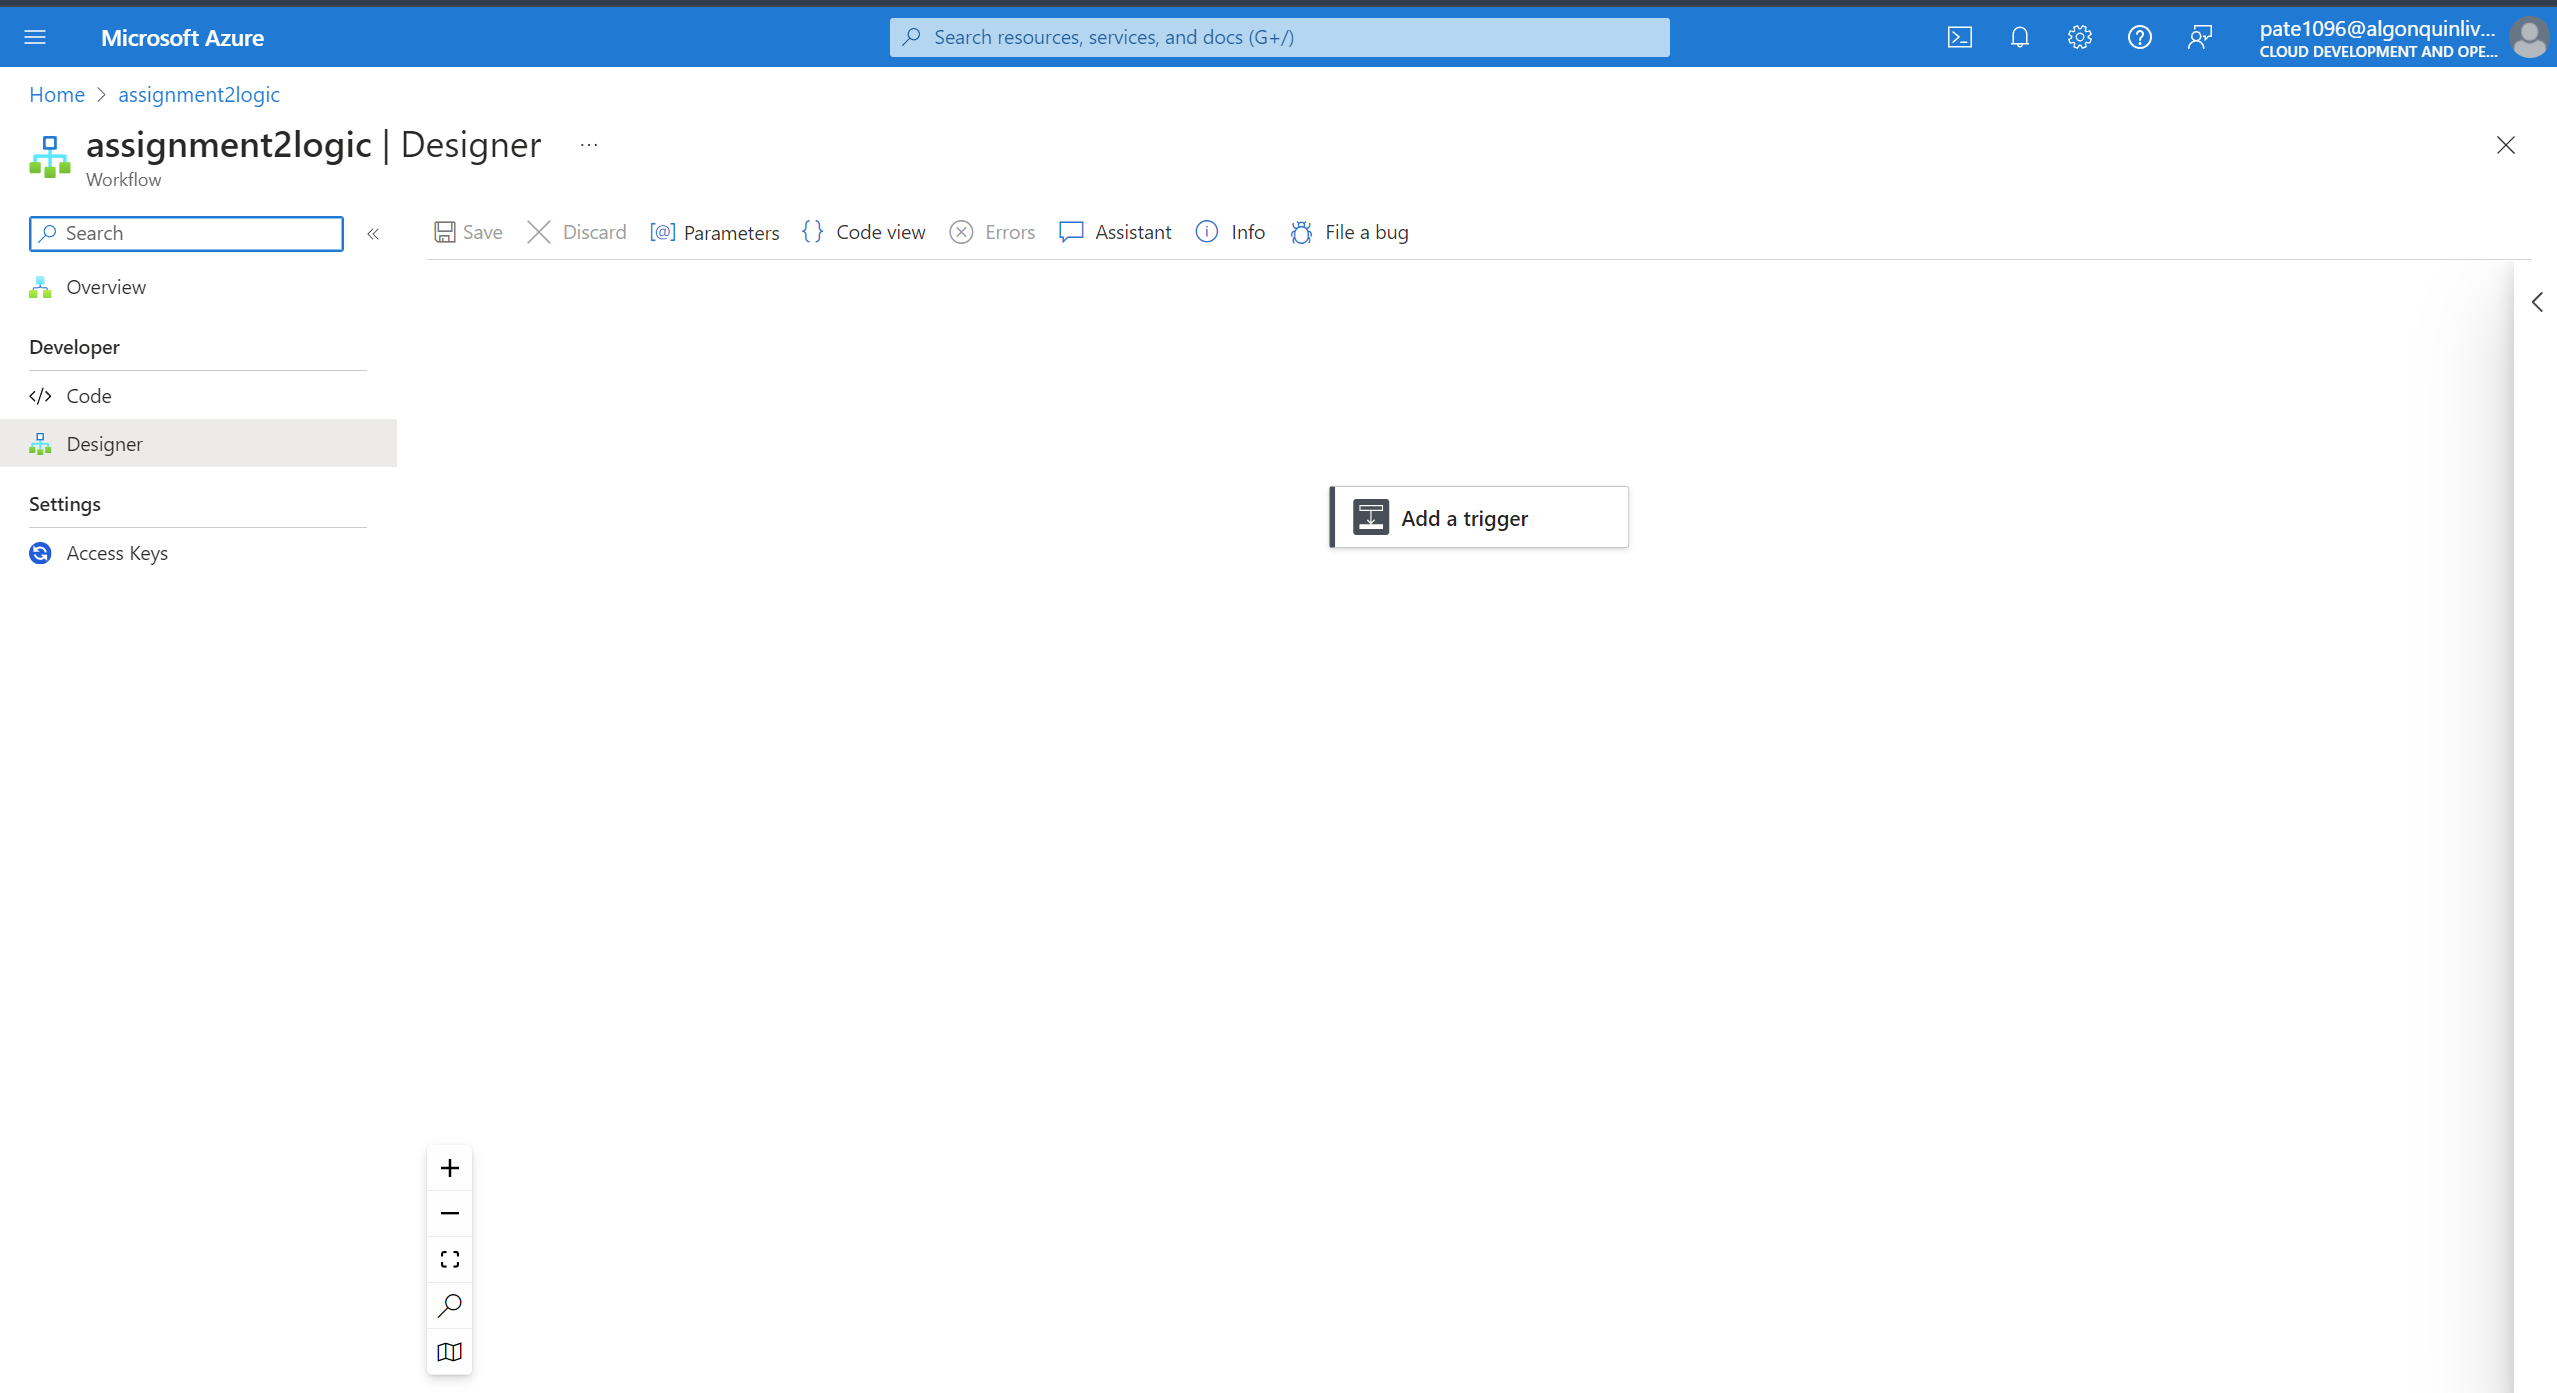 Microsoft Azure
Search resources, services, and docs (G+/)
pate1096@algonquinliv...
CLOUD DEVELOPMENT AND OPE...
Home > assignment2logic
assignment2logic | Designer ...
Workflow
Search
«
Save
Discard
[@] Parameters
{} Code view
Errors
Assistant
Info
File a bug
Overview
Developer
</> Code
Designer
Settings
Access Keys
Add a trigger